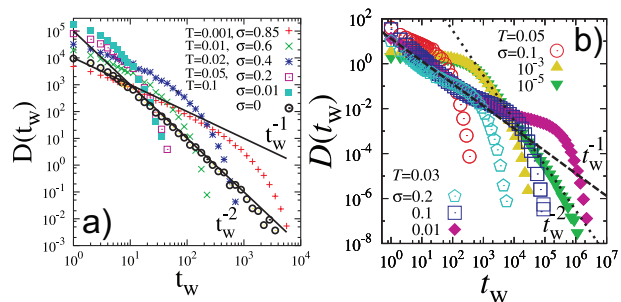 10^5
10^4
10^3
10^2
10^1
10^0
10^-1
10^-2
10^-3
D(t_w)
T=0.001, σ=0.85
T=0.01, σ=0.6
T=0.02, σ=0.4
T=0.05, σ=0.2
T=0.1 σ=0.01
σ=0
t_w^-1
t_w^-2
a)
10^0 10^1 10^2 10^3 10^4
t_w
b)
10^4
10^2
10^0
10^-2
10^-4
10^-6
10^8
D(t_w)
T=0.05
σ=0.1
10^-3
10^-5
t_w^-1
T=0.03
σ=0.2
0.1
0.01
t_w^-2
10^0 10^1 10^2 10^3 10^4 10^5 10^6 10^7
t_w